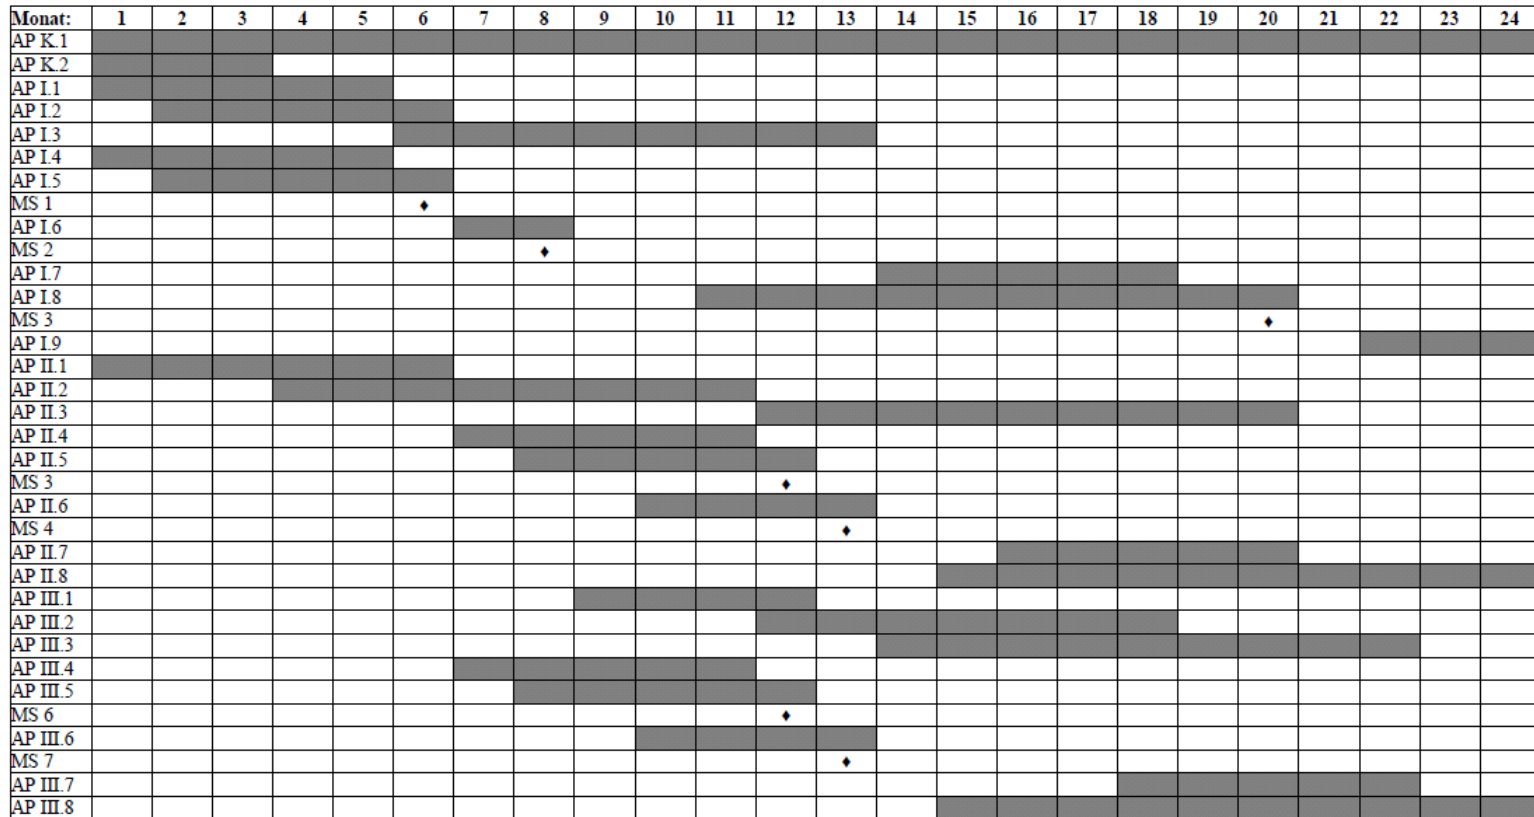 Monat: 1 2 3 4 5 6 7 8 9 10 11 12 13 14 15 16 17 18 19 20 21 22 23 24
AP K.1
AP K.2
AP I.1
AP I.2
AP I.3
AP I.4
AP I.5
MS 1 ♦
AP I.6
MS 2 ♦
AP I.7
AP I.8
MS 3 ♦
AP I.9
AP II.1
AP II.2
AP II.3
AP II.4
AP II.5
MS 3 ♦
AP II.6
MS 4 ♦
AP II.7
AP II.8
AP III.1
AP III.2
AP III.3
AP III.4
AP III.5
MS 6 ♦
AP III.6
MS 7 ♦
AP III.7
AP III.8